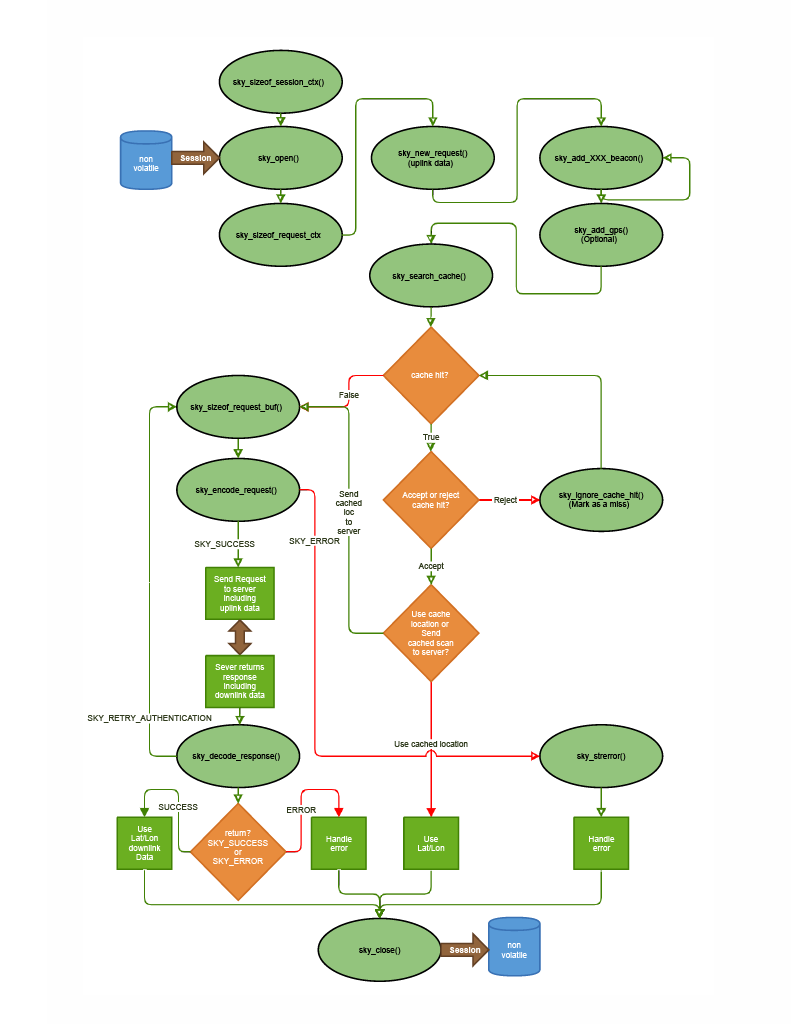 sky_sizeof_session_ctx()
non
volatile
Session
sky_open()
sky_new_request()
(uplink data)
sky_add_XXX_beacon()
sky_sizeof_request_ctx
sky_add_gps()
(Optional)
sky_search_cache()
cache hit?
False
sky_sizeof_request_buf()
True
sky_encode_request()
Send
cached
loc
to
server
Accept or reject
cache hit?
Reject
sky_ignore_cache_hit()
(Mark as a miss)
SKY_SUCCESS
SKY_ERROR
Accept
Send Request
to server
including
uplink data
Use cache
location or
Send
cached scan
to server?
Sever returns
response
including
downlink data
SKY_RETRY_AUTHENTICATION
sky_decode_response()
Use cached location
sky_strerror()
SUCCESS
ERROR
Use
Lat/Lon
downlink
Data
return?
SKY_SUCCESS
or
SKY_ERROR
Handle
error
Use
Lat/Lon
Handle
error
sky_close()
Session
non
volatile